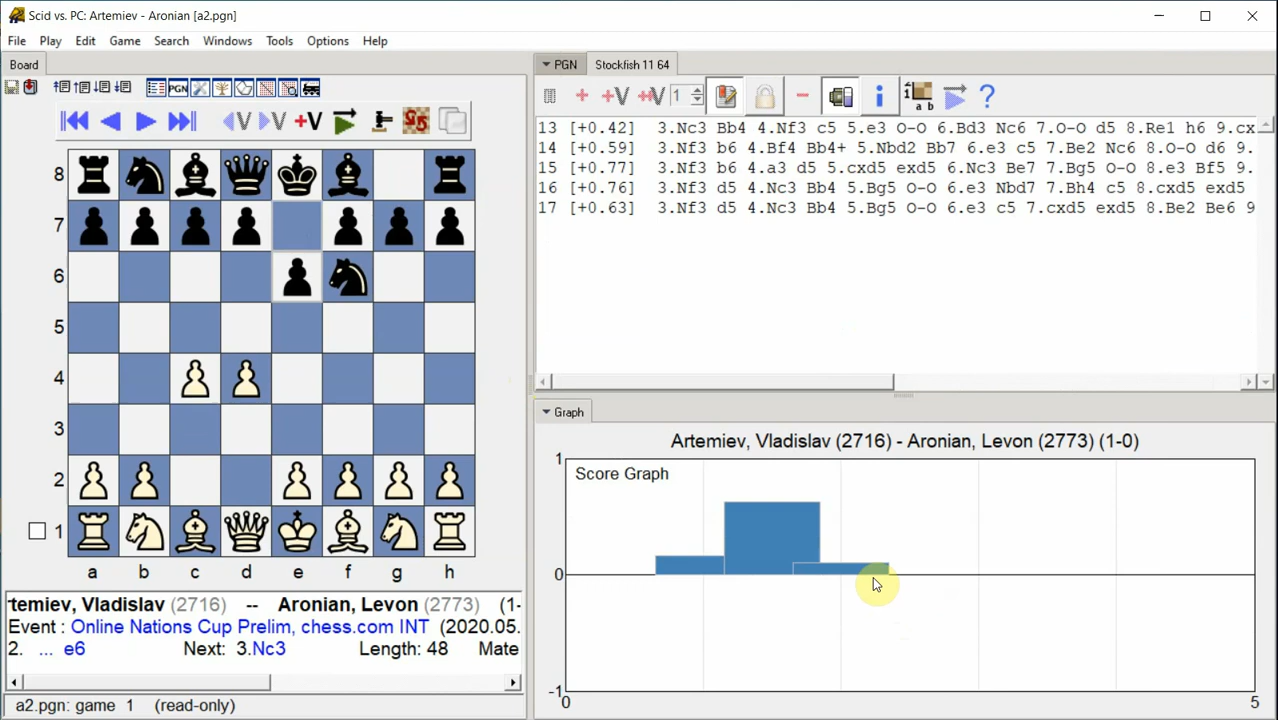 Scid vs. PC: Artemiev - Aronian [a2.pgn]
File Play Edit Game Search Windows Tools Options Help
Board
PGN
+V
8
7
6
5
4
3
2
1
a b c d e f g h
temiev, Vladislav (2716) -- Aronian, Levon (2773) (1-
Event : Online Nations Cup Prelim, chess.com INT (2020.05.
2. ... e6 Next: 3.Nc3 Length: 48 Mate
a2.pgn: game 1 (read-only)
PGN Stockfish 11 64
+ +V +V 1 − i a b ?
13 [+0.42] 3.Nc3 Bb4 4.Nf3 c5 5.e3 O-O 6.Bd3 Nc6 7.O-O d5 8.Re1 h6 9.cx
14 [+0.59] 3.Nf3 b6 4.Bf4 Bb4+ 5.Nbd2 Bb7 6.e3 c5 7.Be2 Nc6 8.O-O d6 9.
15 [+0.77] 3.Nf3 b6 4.a3 d5 5.cxd5 exd5 6.Nc3 Be7 7.Bg5 O-O 8.e3 Bf5 9.
16 [+0.76] 3.Nf3 d5 4.Nc3 Bb4 5.Bg5 O-O 6.e3 Nbd7 7.Bh4 c5 8.cxd5 exd5
17 [+0.63] 3.Nf3 d5 4.Nc3 Bb4 5.Bg5 O-O 6.e3 c5 7.cxd5 exd5 8.Be2 Be6 9
Graph
Artemiev, Vladislav (2716) - Aronian, Levon (2773) (1-0)
Score Graph
1
0
-1
0 5